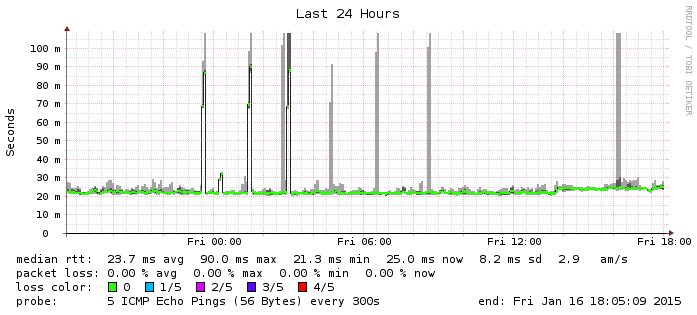 Last 24 Hours
RRDTOOL / TOBI OETIKER
Seconds
100 m
90 m
80 m
70 m
60 m
50 m
40 m
30 m
20 m
10 m
0
Fri 00:00 Fri 06:00 Fri 12:00 Fri 18:00
median rtt: 23.7 ms avg 90.0 ms max 21.3 ms min 25.0 ms now 8.2 ms sd 2.9 am/s
packet loss: 0.00 % avg 0.00 % max 0.00 % min 0.00 % now
loss color: 0 1/5 2/5 3/5 4/5
probe: 5 ICMP Echo Pings (56 Bytes) every 300s end: Fri Jan 16 18:05:09 2015